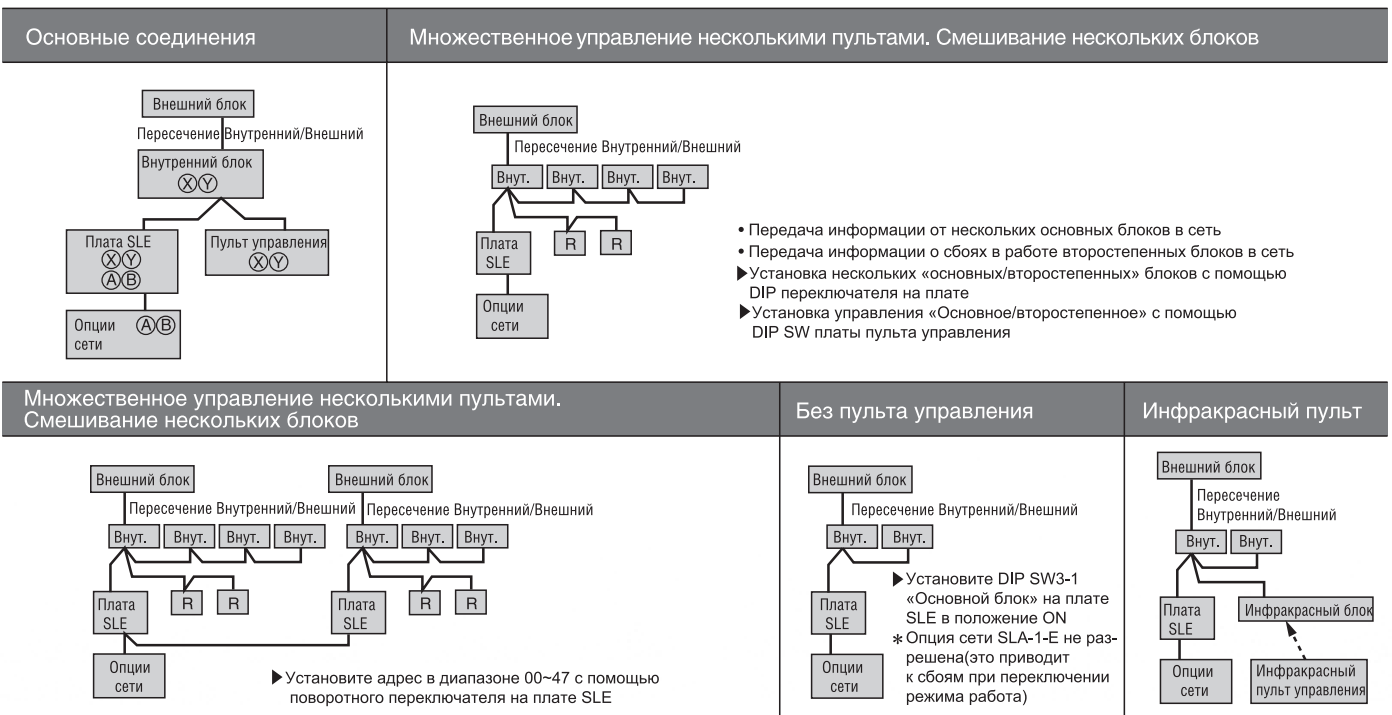 Основные соединения
Множественное управление несколькими пультами. Смешивание нескольких блоков
Внешний блок
Пересечение Внутренний/Внешний
Внутренний блок
ⓍⓎ
Плата SLE
ⓍⓎ
ⒶⒷ
Пульт управления
ⓍⓎ
Опции ⒶⒷ
сети
Внешний блок
Пересечение Внутренний/Внешний
Внут. Внут. Внут. Внут.
Плата
SLE
R R
Опции
сети
• Передача информации от нескольких основных блоков в сеть
• Передача информации о сбоях в работе второстепенных блоков в сеть
▶Установка нескольких «основных/второстепенных» блоков с помощью
DIP переключателя на плате
▶Установка управления «Основное/второстепенное» с помощью
DIP SW платы пульта управления
Множественное управление несколькими пультами.
Смешивание нескольких блоков
Внешний блок
Пересечение Внутренний/Внешний
Внут. Внут. Внут. Внут.
Плата
SLE
R R
Опции
сети
Внешний блок
Пересечение Внутренний/Внешний
Внут. Внут. Внут.
Плата
SLE
R R
▶Установите адрес в диапазоне 00~47 с помощью
поворотного переключателя на плате SLE
Без пульта управления
Внешний блок
Пересечение Внутренний/Внешний
Внут. Внут.
Плата
SLE
Опции
сети
▶Установите DIP SW3-1
«Основной блок» на плате
SLE в положение ON
* Опция сети SLA-1-E не раз-
решена(это приводит
к сбоям при переключении
режима работа)
Инфракрасный пульт
Внешний блок
Пересечение
Внутренний/Внешний
Внут. Внут.
Плата
SLE
Инфракрасный блок
Опции
сети
Инфракрасный
пульт управления